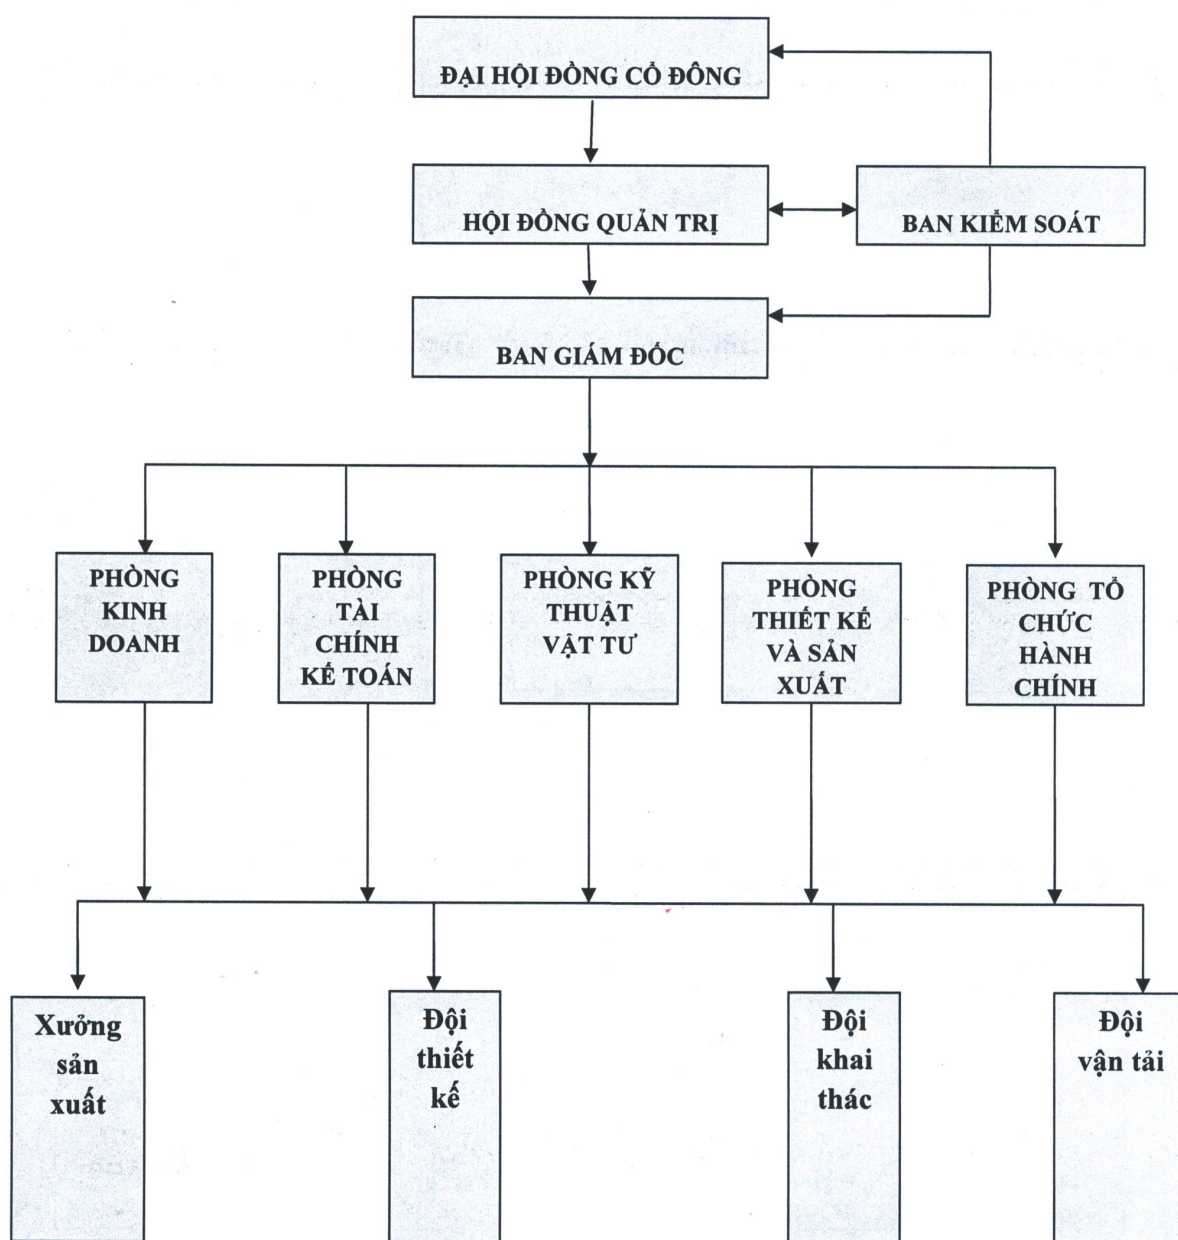 ĐẠI HỘI ĐỒNG CỔ ĐÔNG
HỘI ĐỒNG QUẢN TRỊ
BAN KIỂM SOÁT
BAN GIÁM ĐỐC
PHÒNG
KINH
DOANH
PHÒNG
TÀI
CHÍNH
KẾ TOÁN
PHÒNG KỸ
THUẬT
VẬT TƯ
PHÒNG
THIẾT KẾ
VÀ SẢN
XUẤT
PHÒNG TỔ
CHỨC
HÀNH
CHÍNH
Xưởng
sản
xuất
Đội
thiết
kế
Đội
khai
thác
Đội
vận tải